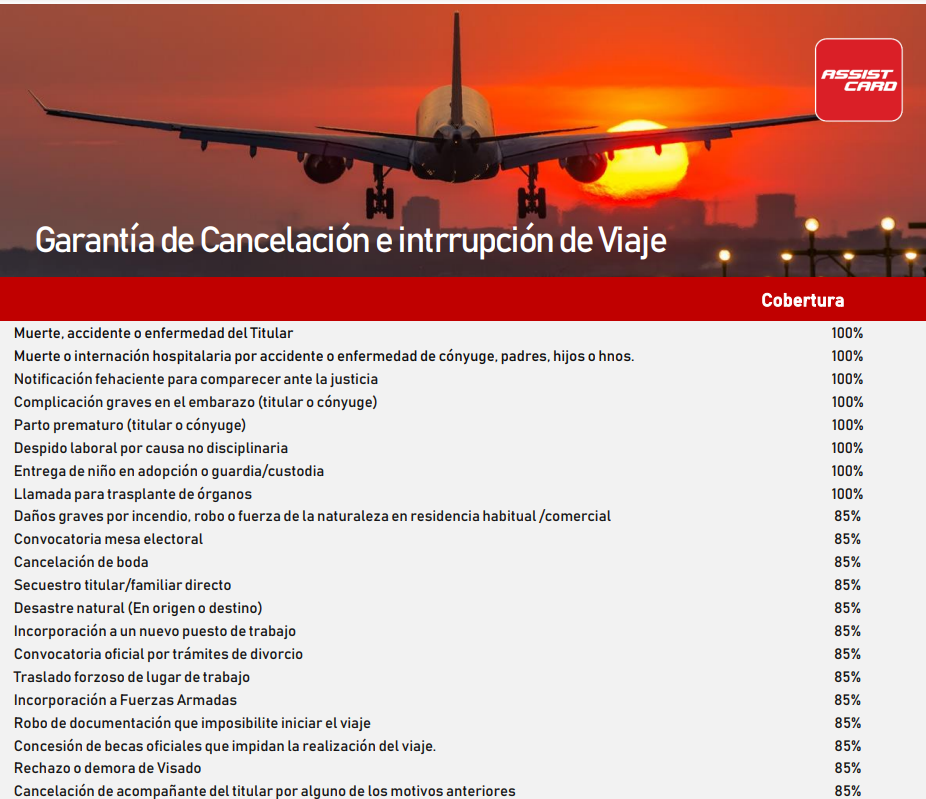 ASSIST
CARD
Garantía de Cancelación e intrrupción de Viaje
Cobertura
Muerte, accidente o enfermedad del Titular 100%
Muerte o internación hospitalaria por accidente o enfermedad de cónyuge, padres, hijos o hnos. 100%
Notificación fehaciente para comparecer ante la justicia 100%
Complicación graves en el embarazo (titular o cónyuge) 100%
Parto prematuro (titular o cónyuge) 100%
Despido laboral por causa no disciplinaria 100%
Entrega de niño en adopción o guardia/custodia 100%
Llamada para trasplante de órganos 100%
Daños graves por incendio, robo o fuerza de la naturaleza en residencia habitual /comercial 85%
Convocatoria mesa electoral 85%
Cancelación de boda 85%
Secuestro titular/familiar directo 85%
Desastre natural (En origen o destino) 85%
Incorporación a un nuevo puesto de trabajo 85%
Convocatoria oficial por trámites de divorcio 85%
Traslado forzoso de lugar de trabajo 85%
Incorporación a Fuerzas Armadas 85%
Robo de documentación que imposibilite iniciar el viaje 85%
Concesión de becas oficiales que impidan la realización del viaje. 85%
Rechazo o demora de Visado 85%
Cancelación de acompañante del titular por alguno de los motivos anteriores 85%